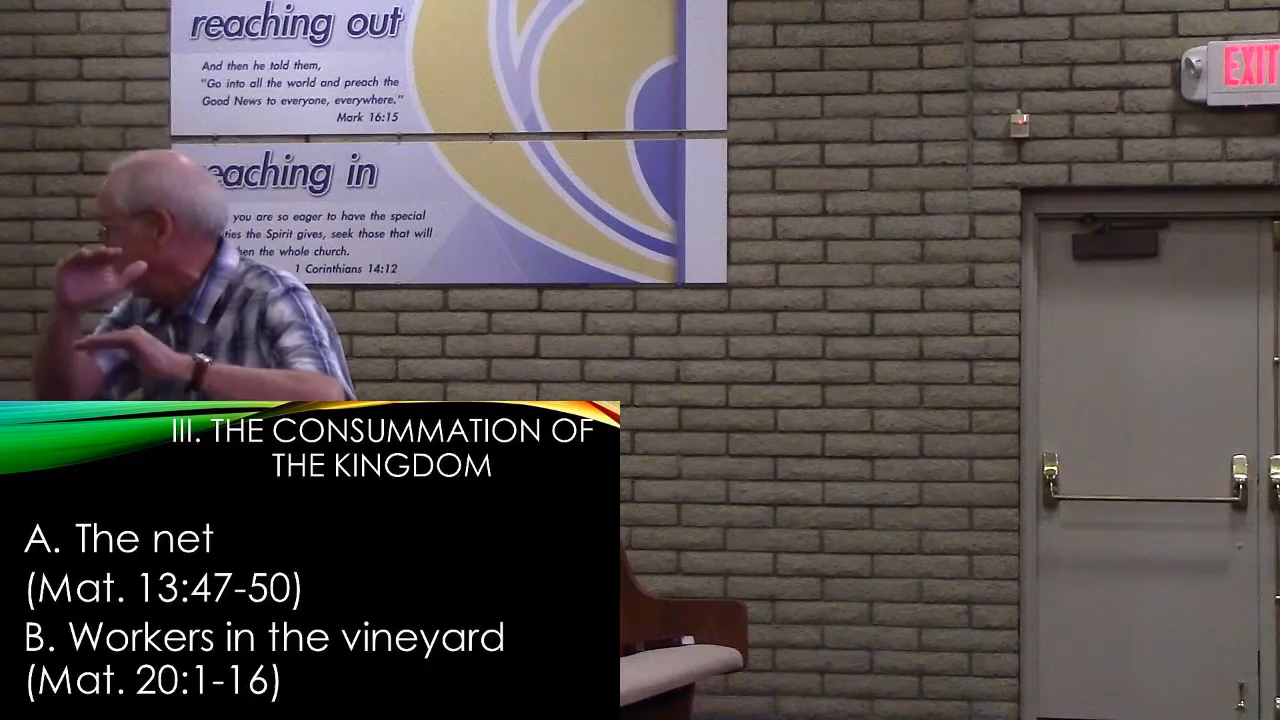 reaching out
And then he told them,
"Go into all the world and preach the
Good News to everyone, everywhere."
Mark 16:15
EXIT
eaching in
you are so eager to have the special
the Spirit gives, seek those that will
the whole church.
1 Corinthians 14:12
III. THE CONSUMMATION OF
THE KINGDOM
A. The net
(Mat. 13:47-50)
B. Workers in the vineyard
(Mat. 20:1-16)